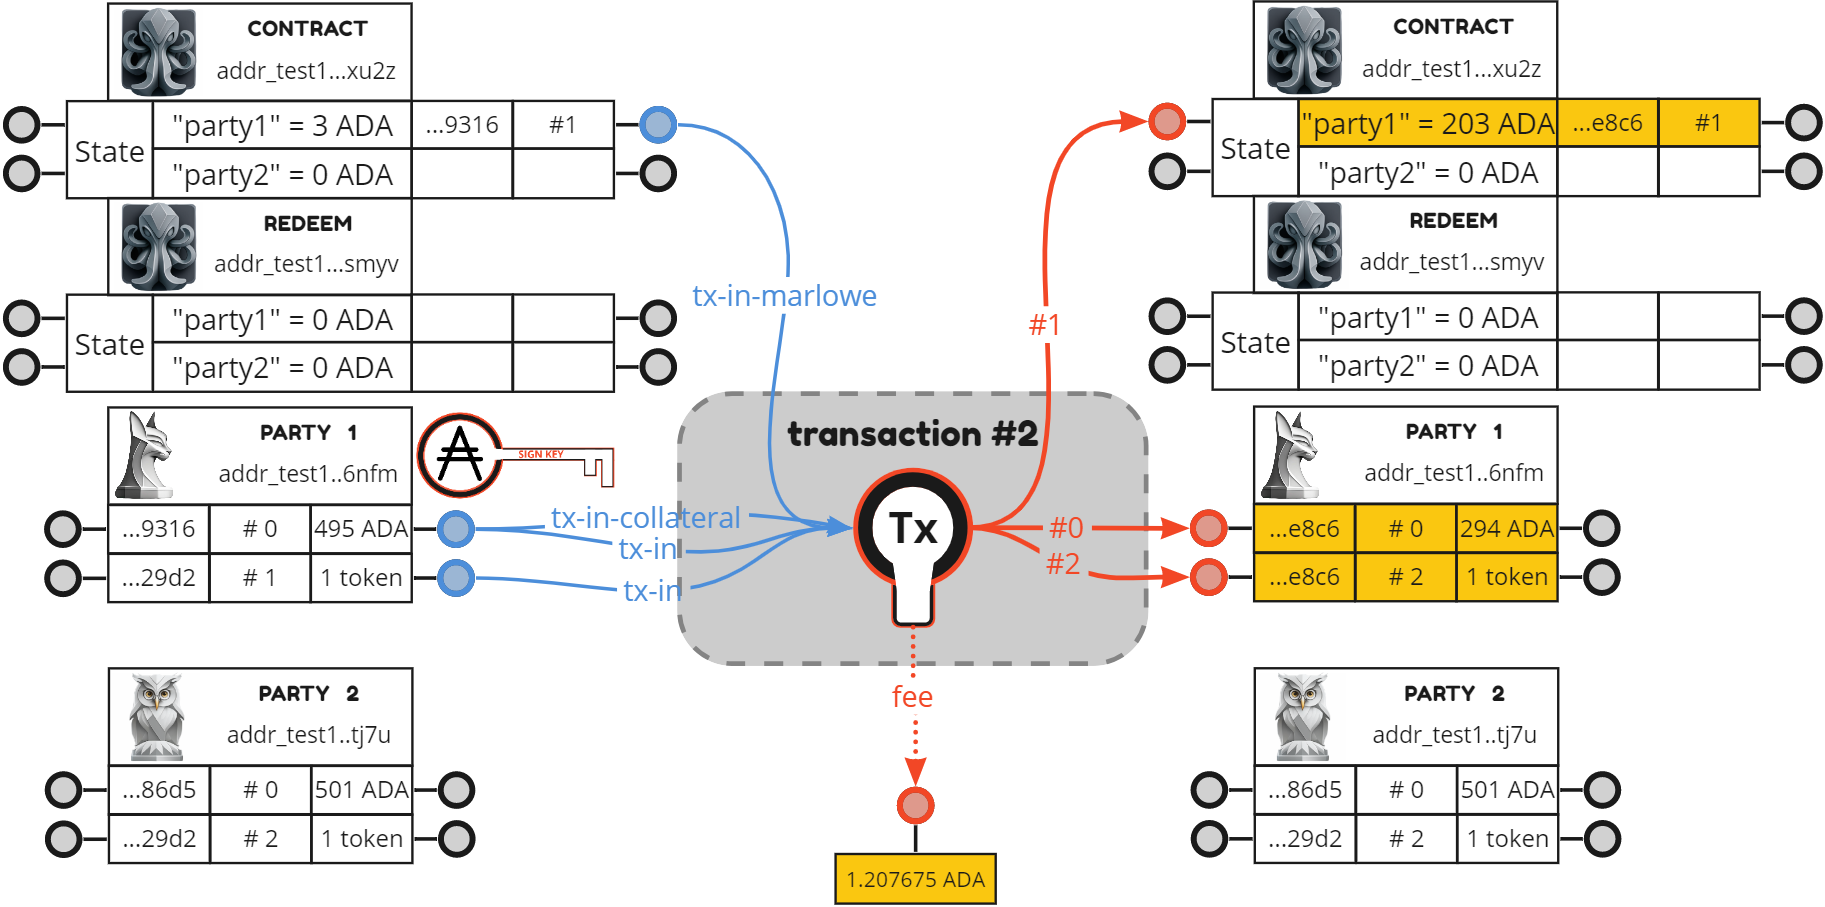 CONTRACT
addr_test1...xu2z
State
"party1" = 3 ADA
...9316
#1
"party2" = 0 ADA
REDEEM
addr_test1...smyv
State
"party1" = 0 ADA
"party2" = 0 ADA
PARTY 1
addr_test1..6nfm
SIGN KEY
...9316
# 0
495 ADA
...29d2
# 1
1 token
PARTY 2
addr_test1..tj7u
...86d5
# 0
501 ADA
...29d2
# 2
1 token
tx-in-marlowe
tx-in-collateral
tx-in
tx-in
transaction #2
Tx
#1
#0
#2
fee
1.207675 ADA
CONTRACT
addr_test1...xu2z
State
"party1" = 203 ADA
...e8c6
#1
"party2" = 0 ADA
REDEEM
addr_test1...smyv
State
"party1" = 0 ADA
"party2" = 0 ADA
PARTY 1
addr_test1..6nfm
...e8c6
# 0
294 ADA
...e8c6
# 2
1 token
PARTY 2
addr_test1..tj7u
...86d5
# 0
501 ADA
...29d2
# 2
1 token